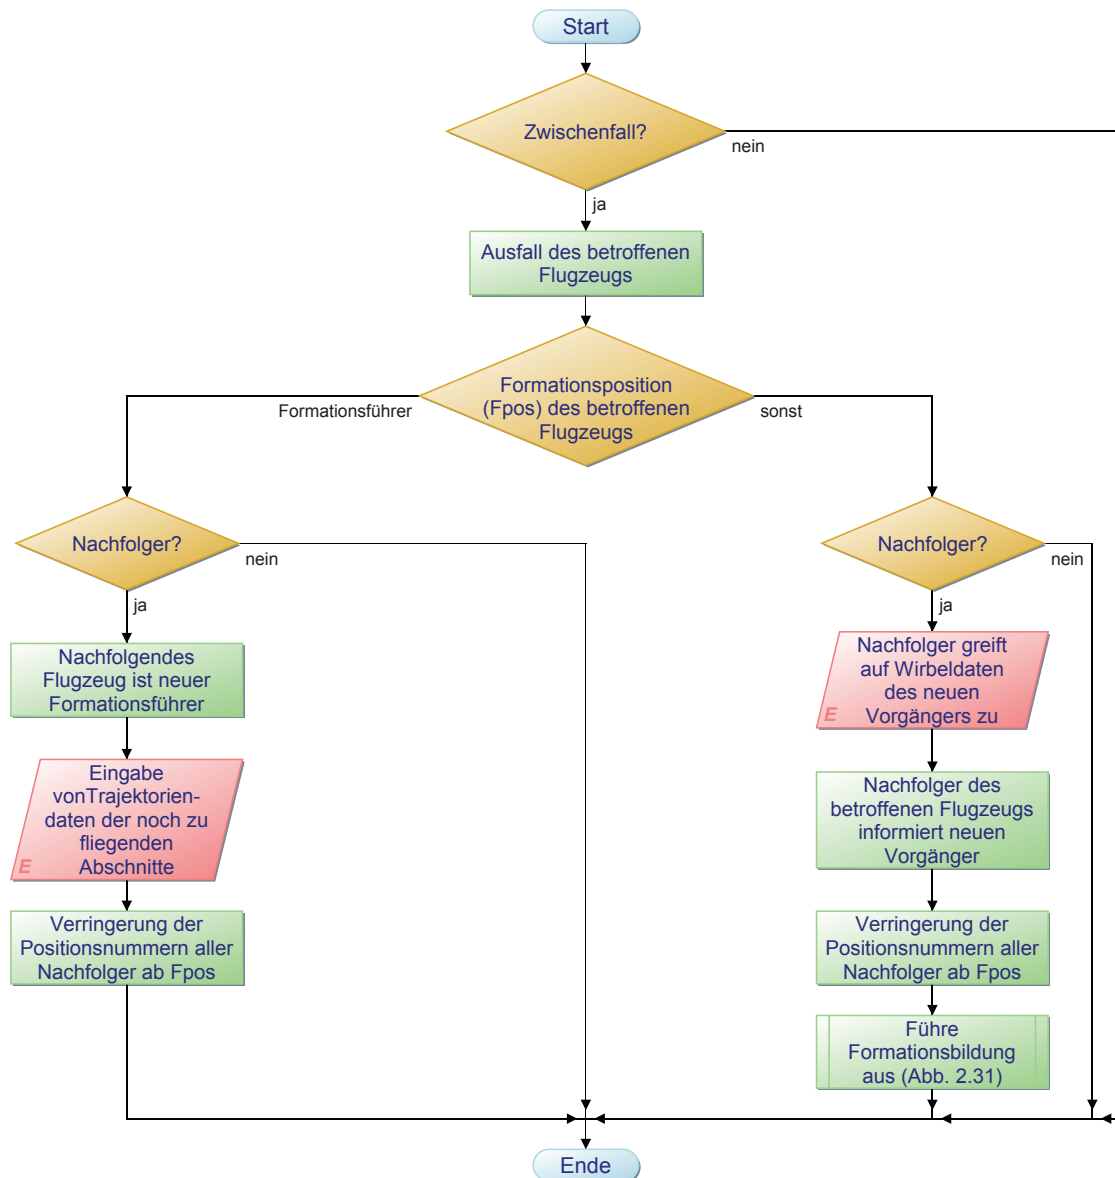 Start
Zwischenfall?
nein
ja
Ausfall des betroffenen
Flugzeugs
Formationsposition
(Fpos) des betroffenen
Flugzeugs
Formationsführer
sonst
Nachfolger?
nein
ja
Nachfolgendes
Flugzeug ist neuer
Formationsführer
Eingabe
vonTrajektorien-
daten der noch zu
fliegenden
Abschnitte
E
Verringerung der
Positionsnummern aller
Nachfolger ab Fpos
Nachfolger?
nein
ja
Nachfolger greift
auf Wirbeldaten
des neuen
Vorgängers zu
E
Nachfolger des
betroffenen Flugzeugs
informiert neuen
Vorgänger
Verringerung der
Positionsnummern aller
Nachfolger ab Fpos
Führe
Formationsbildung
aus (Abb. 2.31)
Ende